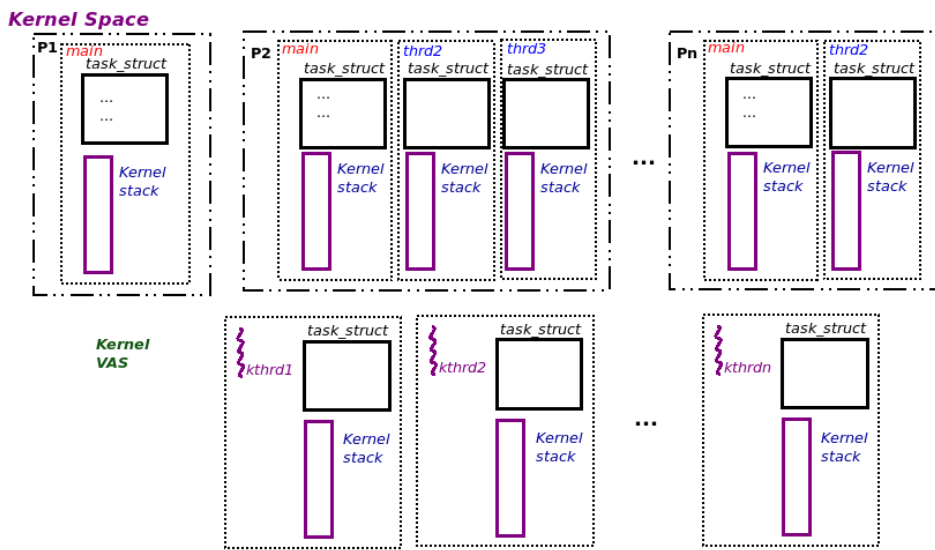 Kernel Space
P1
main
task_struct
...
...
Kernel
stack
P2
main
task_struct
...
...
Kernel
stack
thrd2
task_struct
Kernel
stack
thrd3
task_struct
Kernel
stack
...
Pn
main
task_struct
...
...
Kernel
stack
thrd2
task_struct
Kernel
stack
Kernel
VAS
kthrd1
task_struct
Kernel
stack
kthrd2
task_struct
Kernel
stack
...
kthrdn
task_struct
Kernel
stack